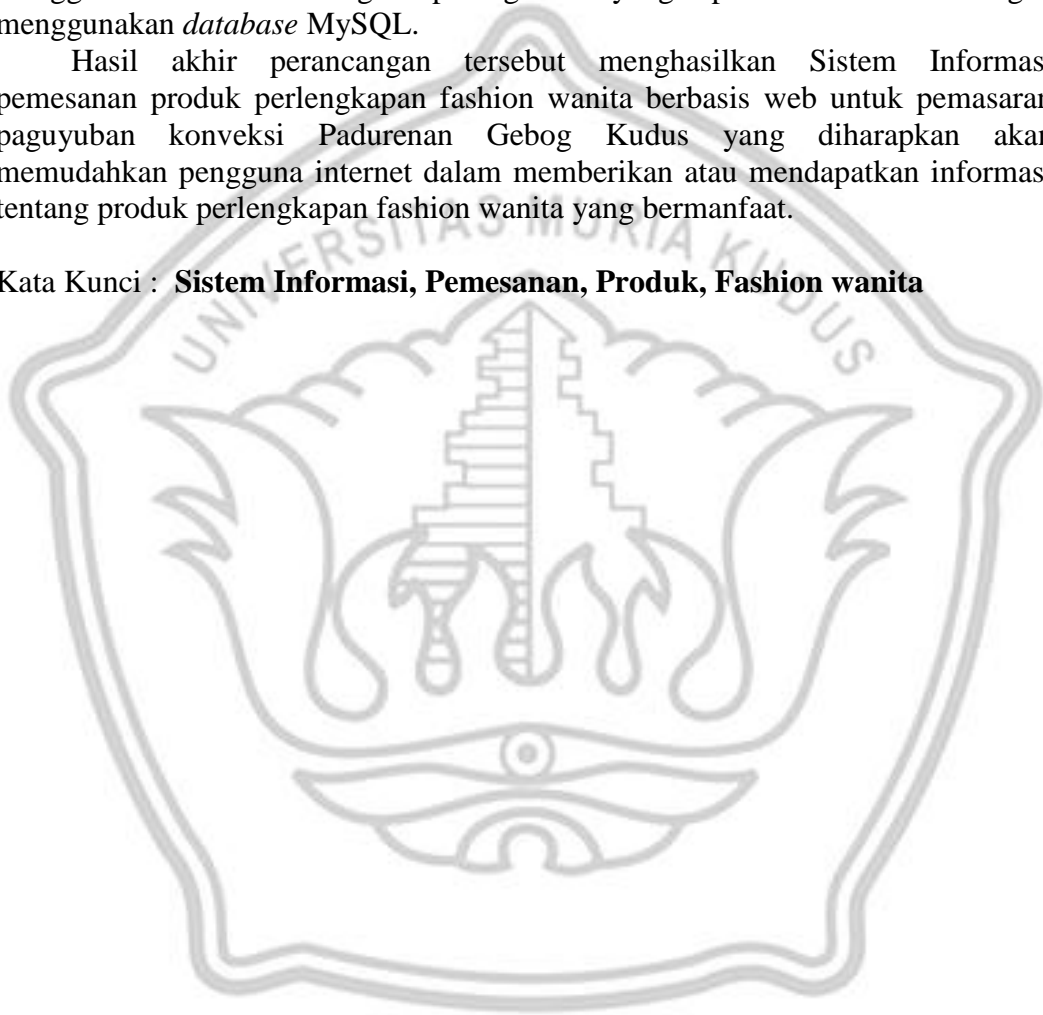 menggunakan database MySQL.
Hasil akhir perancangan tersebut menghasilkan Sistem Informas
pemesanan produk perlengkapan fashion wanita berbasis web untuk pemasaran
paguyuban konveksi Padurenan Gebog Kudus yang diharapkan akan
memudahkan pengguna internet dalam memberikan atau mendapatkan informas
tentang produk perlengkapan fashion wanita yang bermanfaat.
UNIVERSITAS MURIA KUDUS
Kata Kunci : Sistem Informasi, Pemesanan, Produk, Fashion wanita